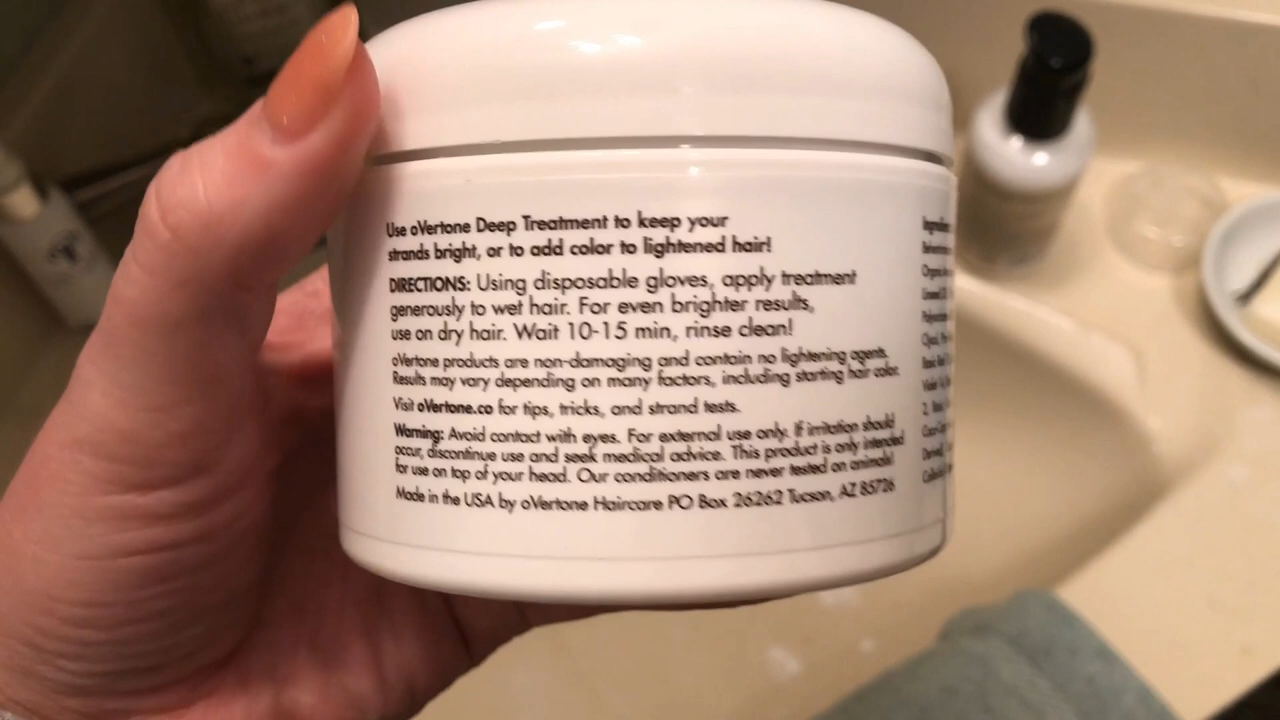 Use oVertone Deep Treatment to keep your
strands bright, or to add color to lightened hair!
DIRECTIONS: Using disposable gloves, apply treatment
generously to wet hair. For even brighter results,
use on dry hair. Wait 10-15 min, rinse clean!
oVertone products are non-damaging and contain no lightening agents.
Results may vary depending on many factors, including starting hair color.
Visit oVertone.co for tips, tricks, and strand tests.
Warning: Avoid contact with eyes. For external use only. If irritation should
occur, discontinue use and seek medical advice. This product is only intended
for use on top of your head. Our conditioners are never tested on animals!
Made in the USA by oVertone Haircare PO Box 26262 Tucson, AZ 85726